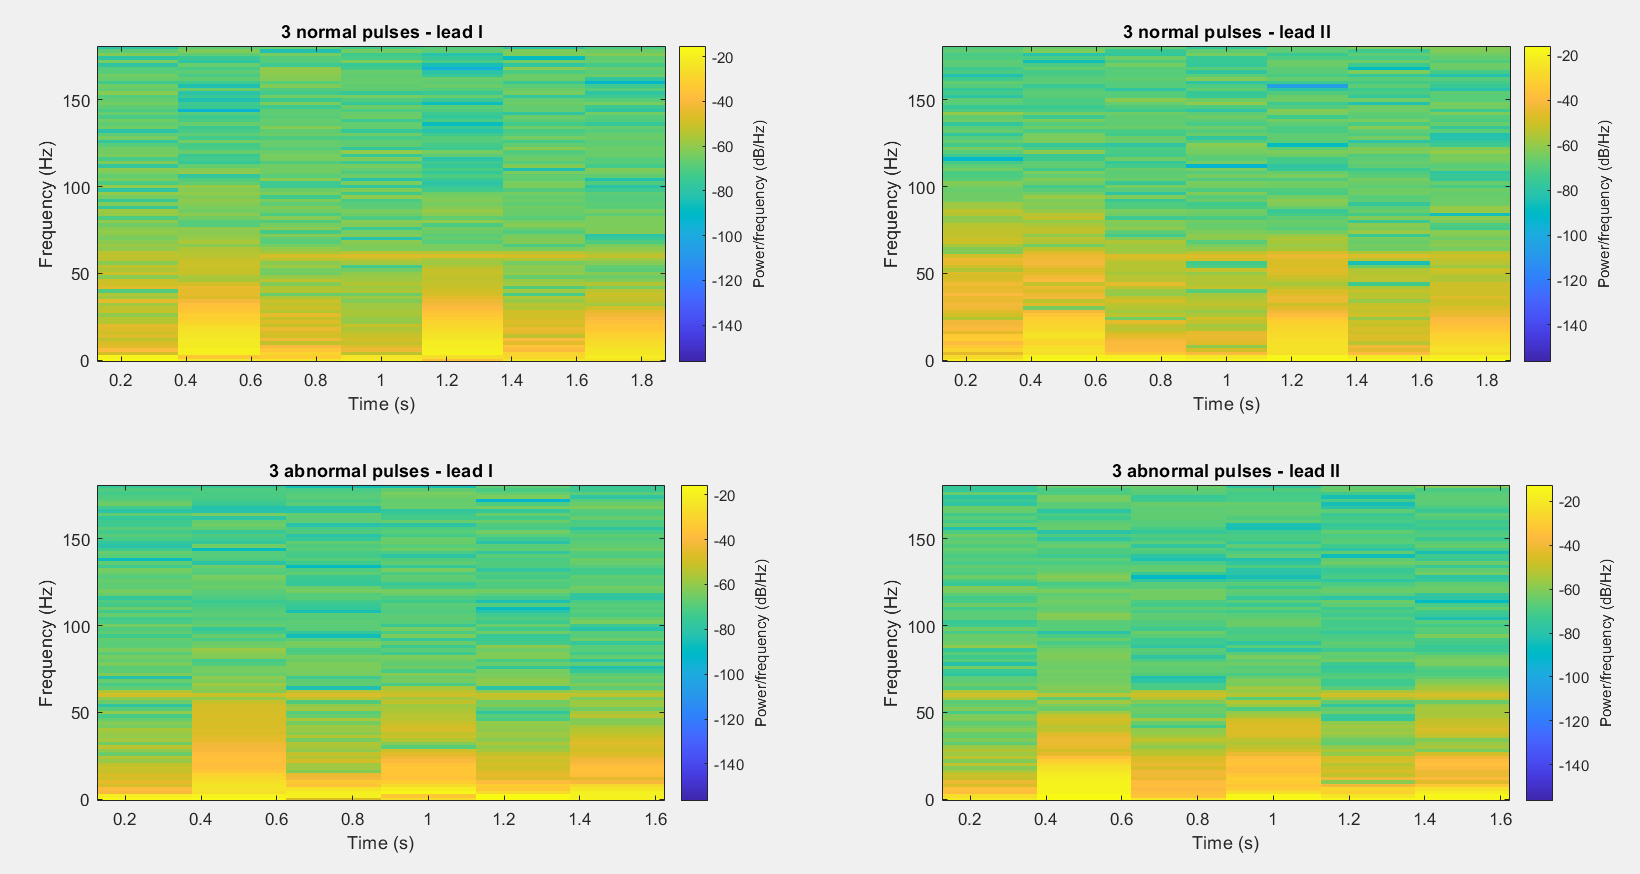 3 normal pulses - lead I
150
100
50
0
Frequency (Hz)
0.2 0.4 0.6 0.8 1 1.2 1.4 1.6 1.8
Time (s)
-20
-40
-60
-80
-100
-120
-140
Power/frequency (dB/Hz)
3 normal pulses - lead II
150
100
50
0
Frequency (Hz)
0.2 0.4 0.6 0.8 1 1.2 1.4 1.6 1.8
Time (s)
-20
-40
-60
-80
-100
-120
-140
Power/frequency (dB/Hz)
3 abnormal pulses - lead I
150
100
50
0
Frequency (Hz)
0.2 0.4 0.6 0.8 1 1.2 1.4 1.6
Time (s)
-20
-40
-60
-80
-100
-120
-140
Power/frequency (dB/Hz)
3 abnormal pulses - lead II
150
100
50
0
Frequency (Hz)
0.2 0.4 0.6 0.8 1 1.2 1.4 1.6
Time (s)
-20
-40
-60
-80
-100
-120
-140
Power/frequency (dB/Hz)